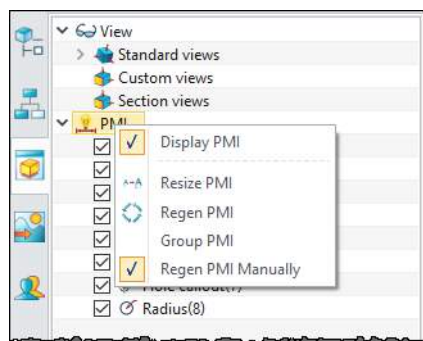 View
Standard views
Custom views
Section views
PMI
Display PMI
Resize PMI
Regen PMI
Group PMI
Regen PMI Manually
Radius(8)